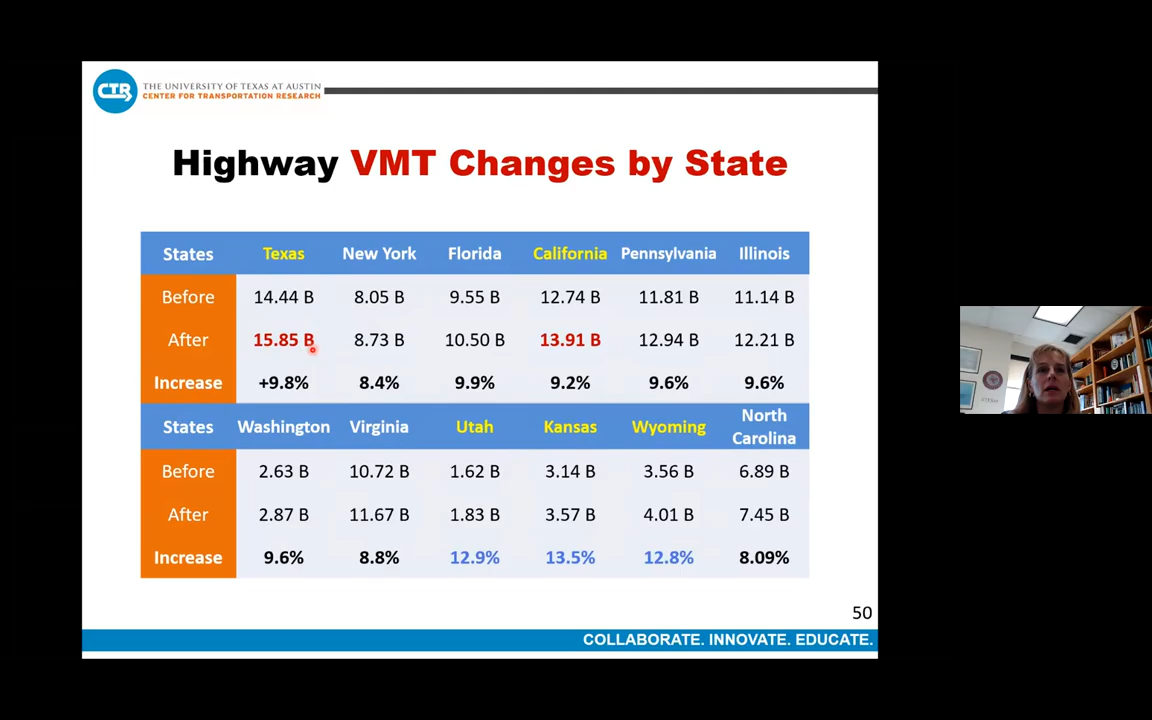 CTR
THE UNIVERSITY OF TEXAS AT AUSTIN
CENTER FOR TRANSPORTATION RESEARCH
Highway VMT Changes by State
States Texas New York Florida California Pennsylvania Illinois
Before 14.44 B 8.05 B 9.55 B 12.74 B 11.81 B 11.14 B
After 15.85 B 8.73 B 10.50 B 13.91 B 12.94 B 12.21 B
Increase +9.8% 8.4% 9.9% 9.2% 9.6% 9.6%
States Washington Virginia Utah Kansas Wyoming North Carolina
Before 2.63 B 10.72 B 1.62 B 3.14 B 3.56 B 6.89 B
After 2.87 B 11.67 B 1.83 B 3.57 B 4.01 B 7.45 B
Increase 9.6% 8.8% 12.9% 13.5% 12.8% 8.09%
50
COLLABORATE. INNOVATE. EDUCATE.